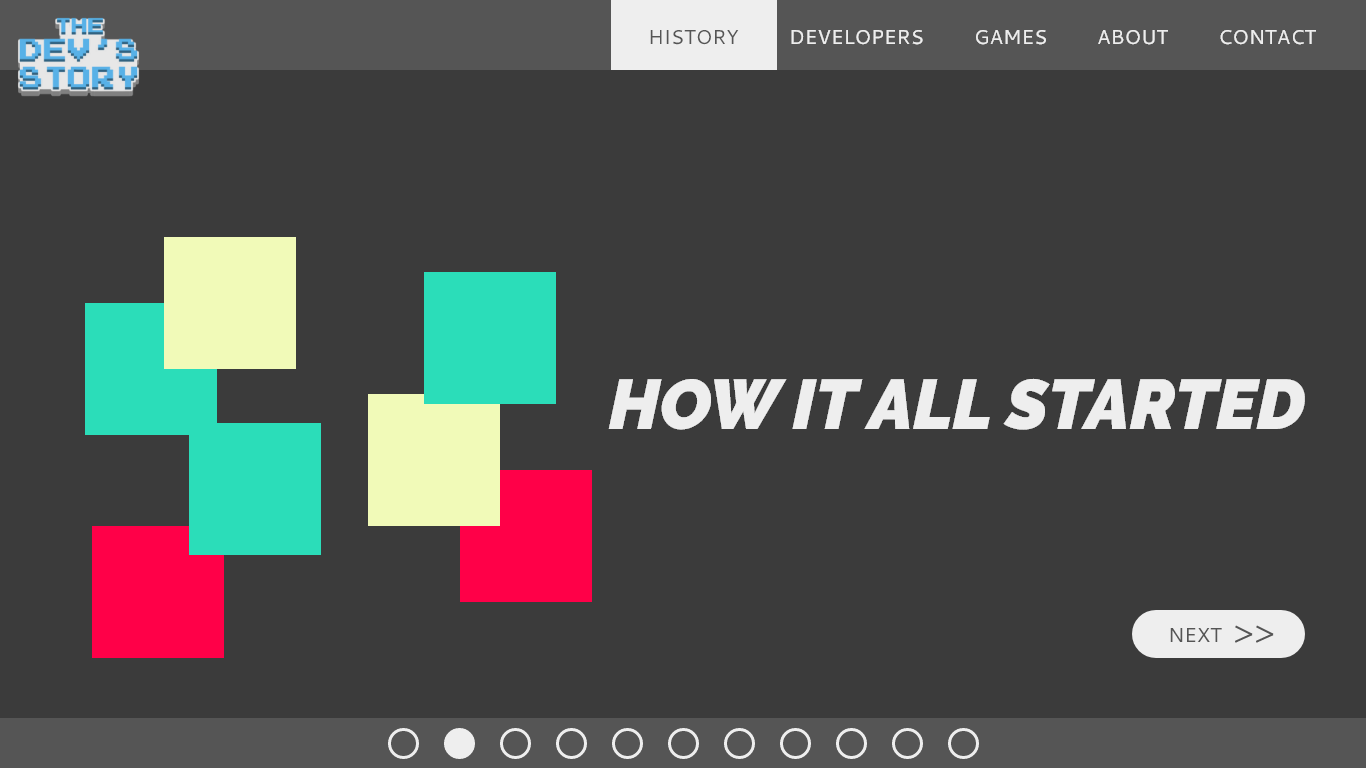 THE
DEV'S
STORY
HISTORY
DEVELOPERS
GAMES
ABOUT
CONTACT
HOW IT ALL STARTED
NEXT >>